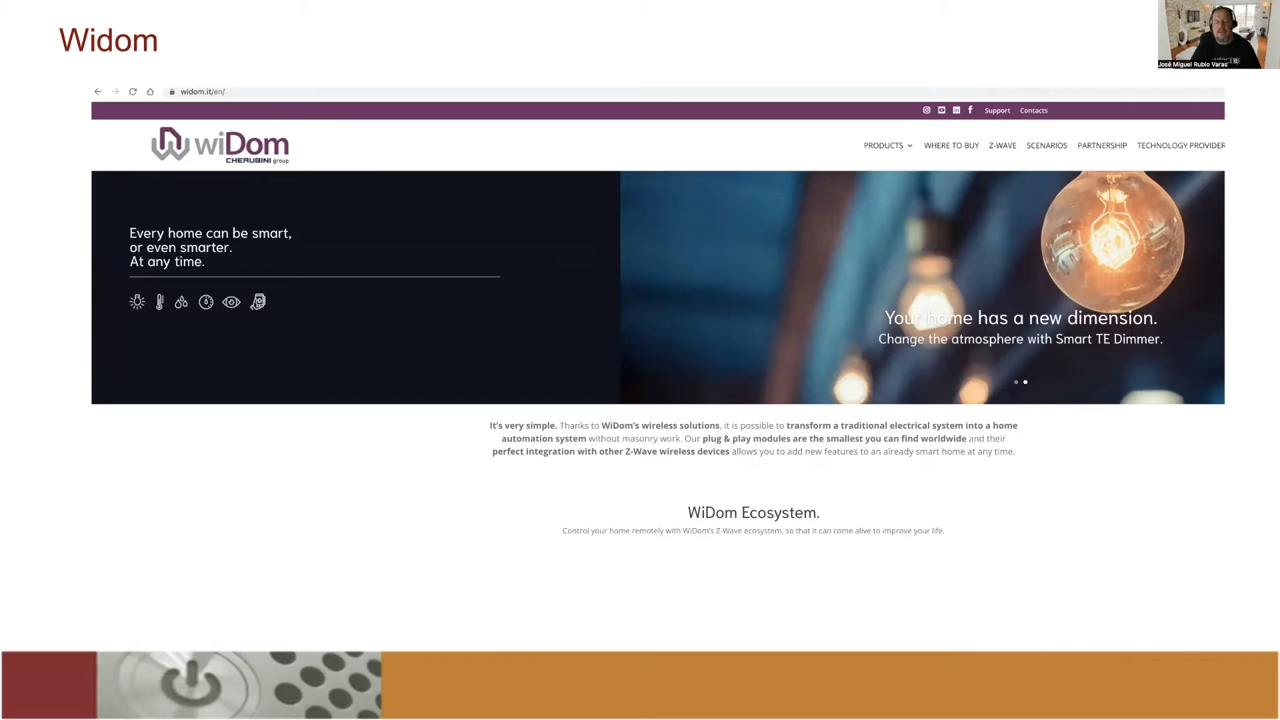 Widom
José Miguel Rubio Varas
widom.it/en/
Support Contacts
wiDom
CHERUBINI group
PRODUCTS WHERE TO BUY Z-WAVE SCENARIOS PARTNERSHIP TECHNOLOGY PROVIDER
Every home can be smart,
or even smarter.
At any time.
Your home has a new dimension.
Change the atmosphere with Smart TE Dimmer.
It's very simple. Thanks to WiDom's wireless solutions, it is possible to transform a traditional electrical system into a home
automation system without masonry work. Our plug & play modules are the smallest you can find worldwide and their
perfect integration with other Z-Wave wireless devices allows you to add new features to an already smart home at any time.
WiDom Ecosystem.
Control your home remotely with WiDom's Z-Wave ecosystem, so that it can come alive to improve your life.